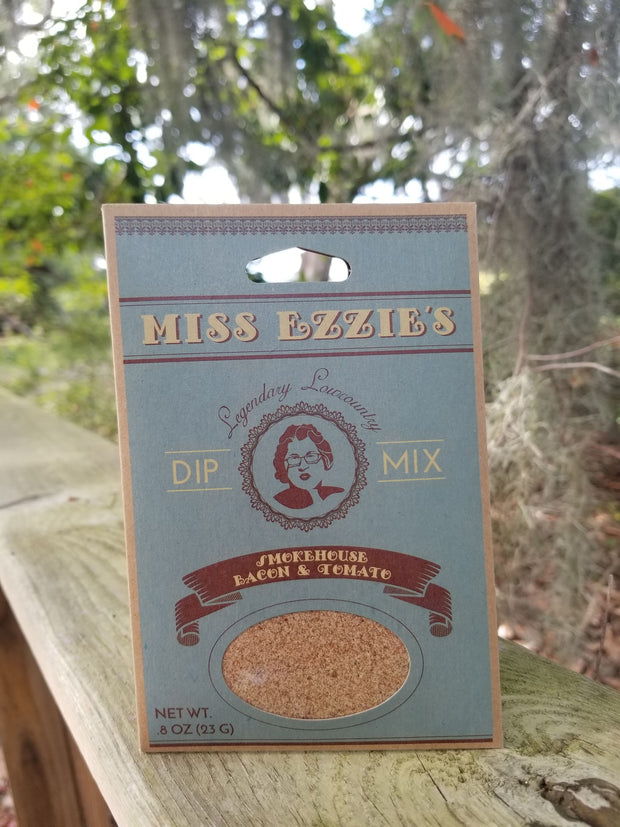 MISS EZZIE'S
Legendary Lowcountry
DIP MIX
SMOKEHOUSE
BACON & TOMATO
NET WT.
.8 OZ (23 G)